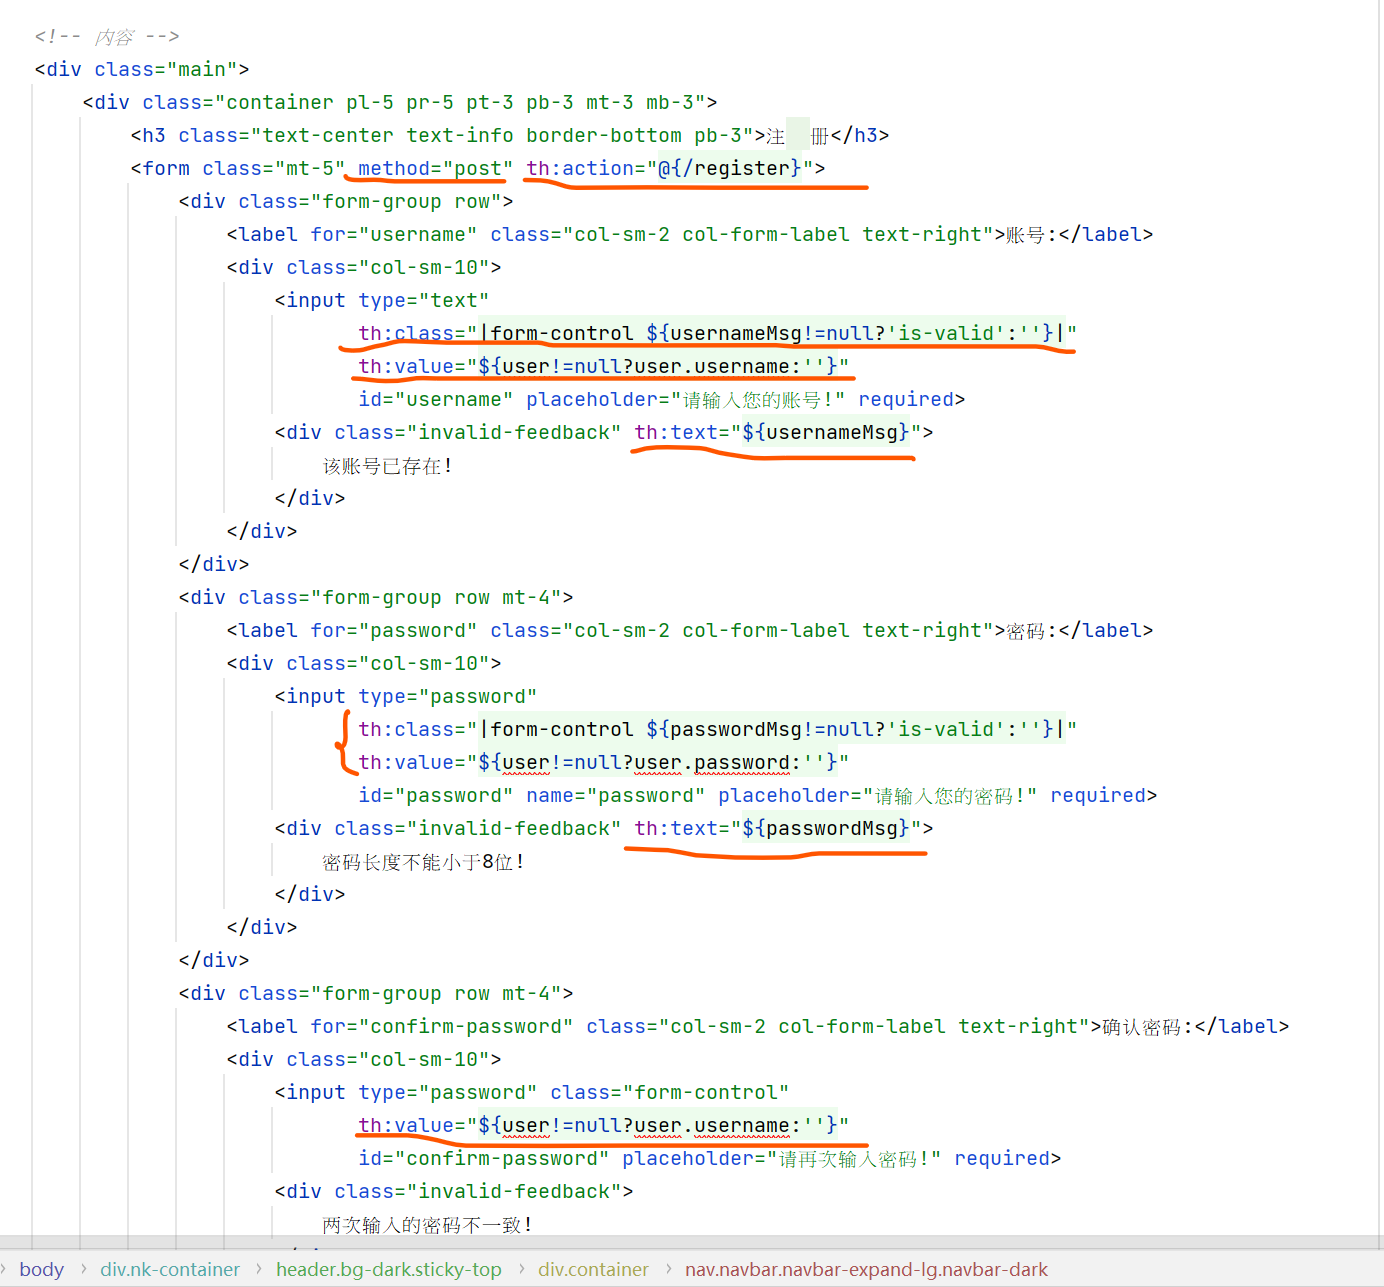 <!-- 内容 -->
<div class="main">
<div class="container pl-5 pr-5 pt-3 pb-3 mt-3 mb-3">
<h3 class="text-center text-info border-bottom pb-3">注  册</h3>
<form class="mt-5" method="post" th:action="@{/register}">
<div class="form-group row">
<label for="username" class="col-sm-2 col-form-label text-right">账号:</label>
<div class="col-sm-10">
<input type="text"
th:class="|form-control ${usernameMsg!=null?'is-valid':''}|"
th:value="${user!=null?user.username:''}"
id="username" placeholder="请输入您的账号!" required>
<div class="invalid-feedback" th:text="${usernameMsg}">
该账号已存在!
</div>
</div>
</div>
<div class="form-group row mt-4">
<label for="password" class="col-sm-2 col-form-label text-right">密码:</label>
<div class="col-sm-10">
<input type="password"
th:class="|form-control ${passwordMsg!=null?'is-valid':''}|"
th:value="${user!=null?user.password:''}"
id="password" name="password" placeholder="请输入您的密码!" required>
<div class="invalid-feedback" th:text="${passwordMsg}">
密码长度不能小于8位!
</div>
</div>
</div>
<div class="form-group row mt-4">
<label for="confirm-password" class="col-sm-2 col-form-label text-right">确认密码:</label>
<div class="col-sm-10">
<input type="password" class="form-control"
th:value="${user!=null?user.username:''}"
id="confirm-password" placeholder="请再次输入密码!" required>
<div class="invalid-feedback">
两次输入的密码不一致!
body › div.nk-container › header.bg-dark.sticky-top › div.container › nav.navbar.navbar-expand-lg.navbar-dark